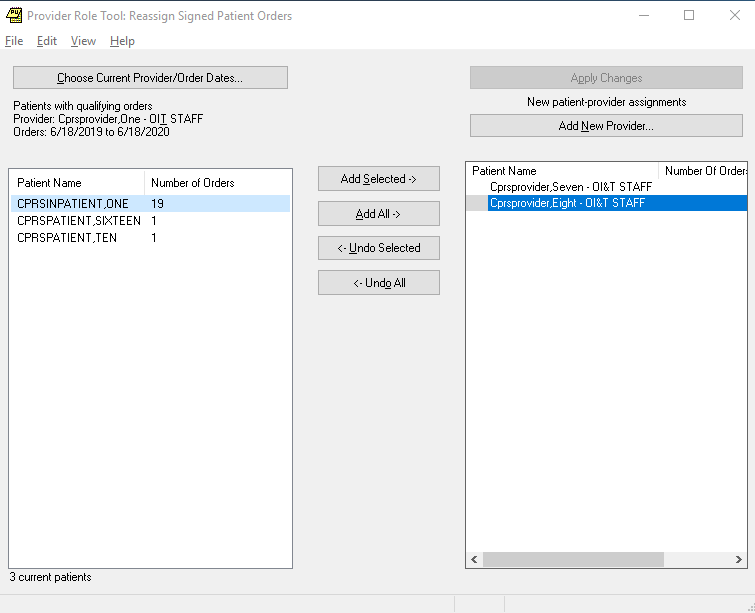 Provider Role Tool: Reassign Signed Patient Orders
File Edit View Help
Choose Current Provider/Order Dates...
Patients with qualifying orders
Provider: Cprsprovider,One - OIT STAFF
Orders: 6/18/2019 to 6/18/2020
Patient Name Number of Orders
CPRSINPATIENT,ONE 19
CPRSPATIENT,SIXTEEN 1
CPRSPATIENT,TEN 1
3 current patients
Add Selected ->
Add All ->
<- Undo Selected
<- Undo All
Apply Changes
New patient-provider assignments
Add New Provider...
Patient Name Number Of Orders
Cprsprovider,Seven - OI&T STAFF
Cprsprovider,Eight - OI&T STAFF